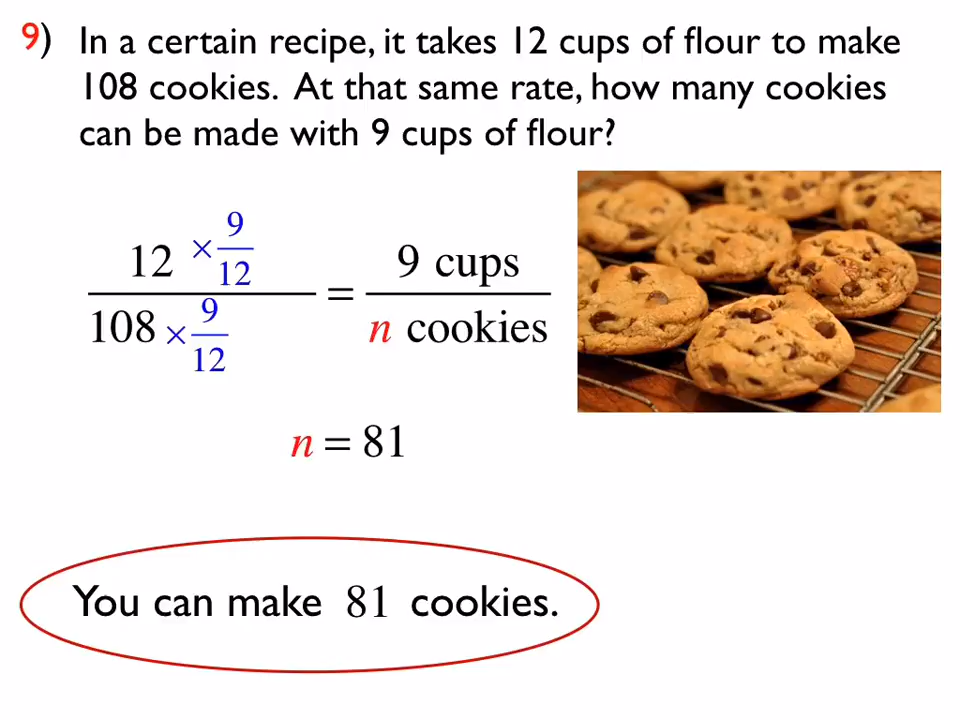 9) In a certain recipe, it takes 12 cups of flour to make
108 cookies. At that same rate, how many cookies
can be made with 9 cups of flour?
12 × 9/12 = 9 cups
108 × 9/12 n cookies
n = 81
You can make 81 cookies.